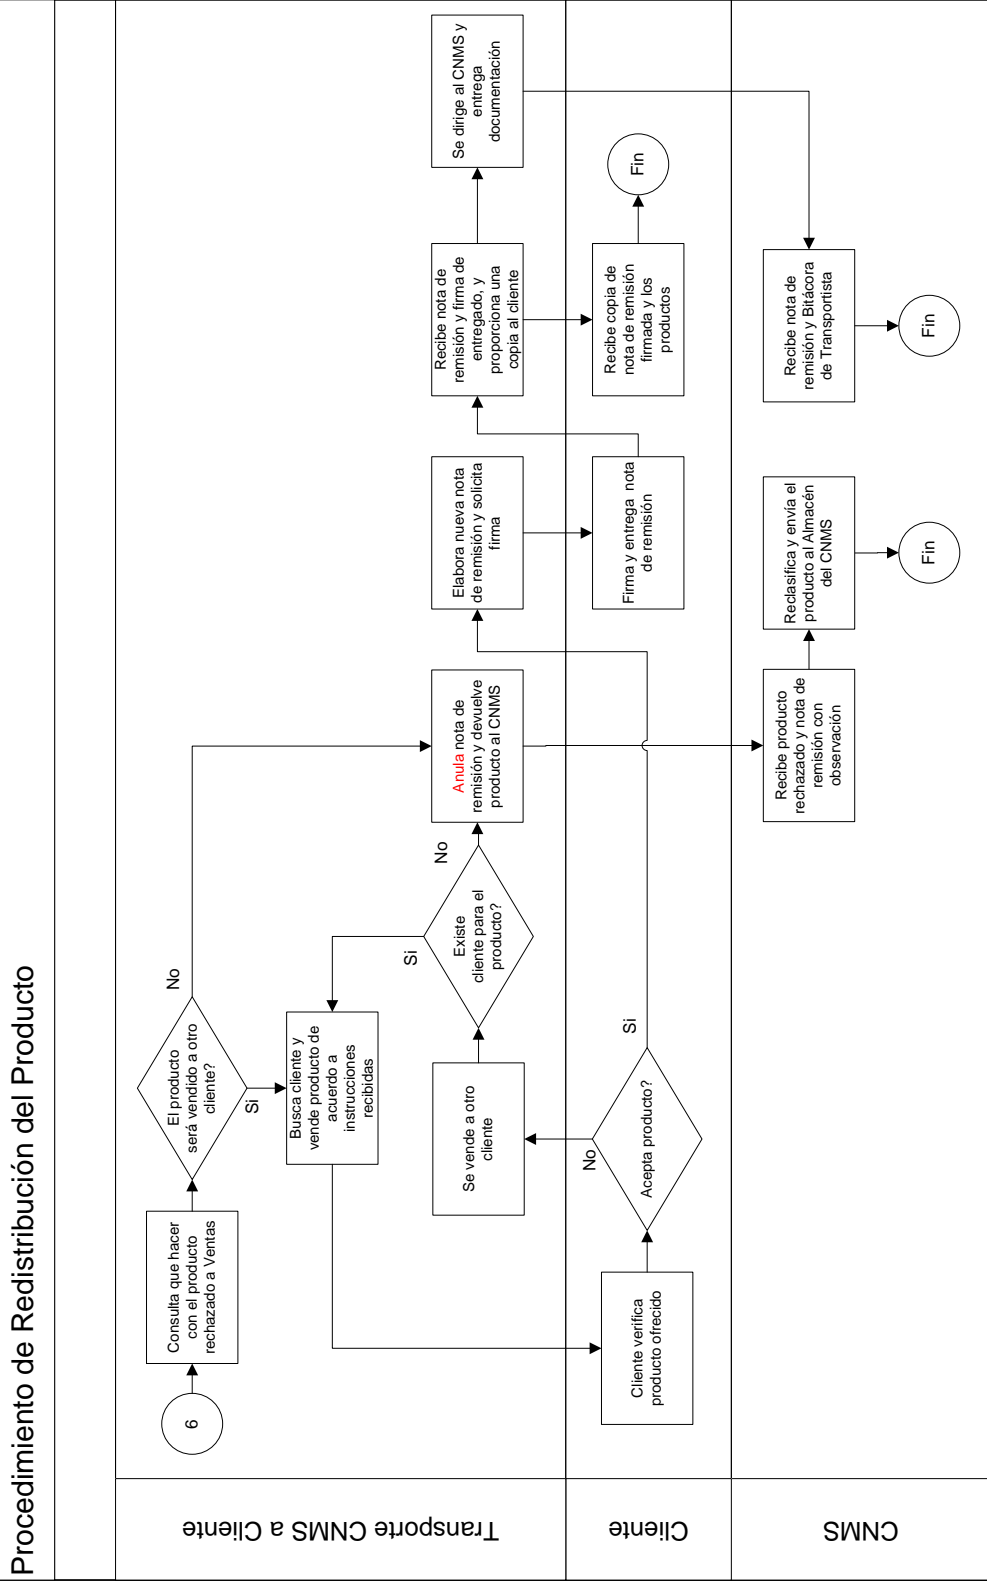 Procedimiento de Redistribución del Producto
Transporte CNMS a Cliente
6
Consulta que hacer
con el producto
rechazado a Ventas
El producto
será vendido a otro
cliente?
No
Si
Busca cliente y
vende producto de
acuerdo a
instrucciones
recibidas
Se vende a otro
cliente
Existe
cliente para el
producto?
Si
No
Anula nota de
remisión y devuelve
producto al CNMS
Elabora nueva nota
de remisión y solicita
firma
Recibe nota de
remisión y firma de
entregado, y
proporciona una
copia al cliente
Se dirige al CNMS y
entrega
documentación
Cliente
Cliente verifica
producto ofrecido
Acepta producto?
No
Si
Firma y entrega nota
de remisión
Recibe copia de
nota de remisión
firmada y los
productos
Fin
CNMS
Recibe producto
rechazado y nota de
remisión con
observación
Reclasifica y envía el
producto al Almacén
del CNMS
Fin
Recibe nota de
remisión y Bitácora
de Transportista
Fin